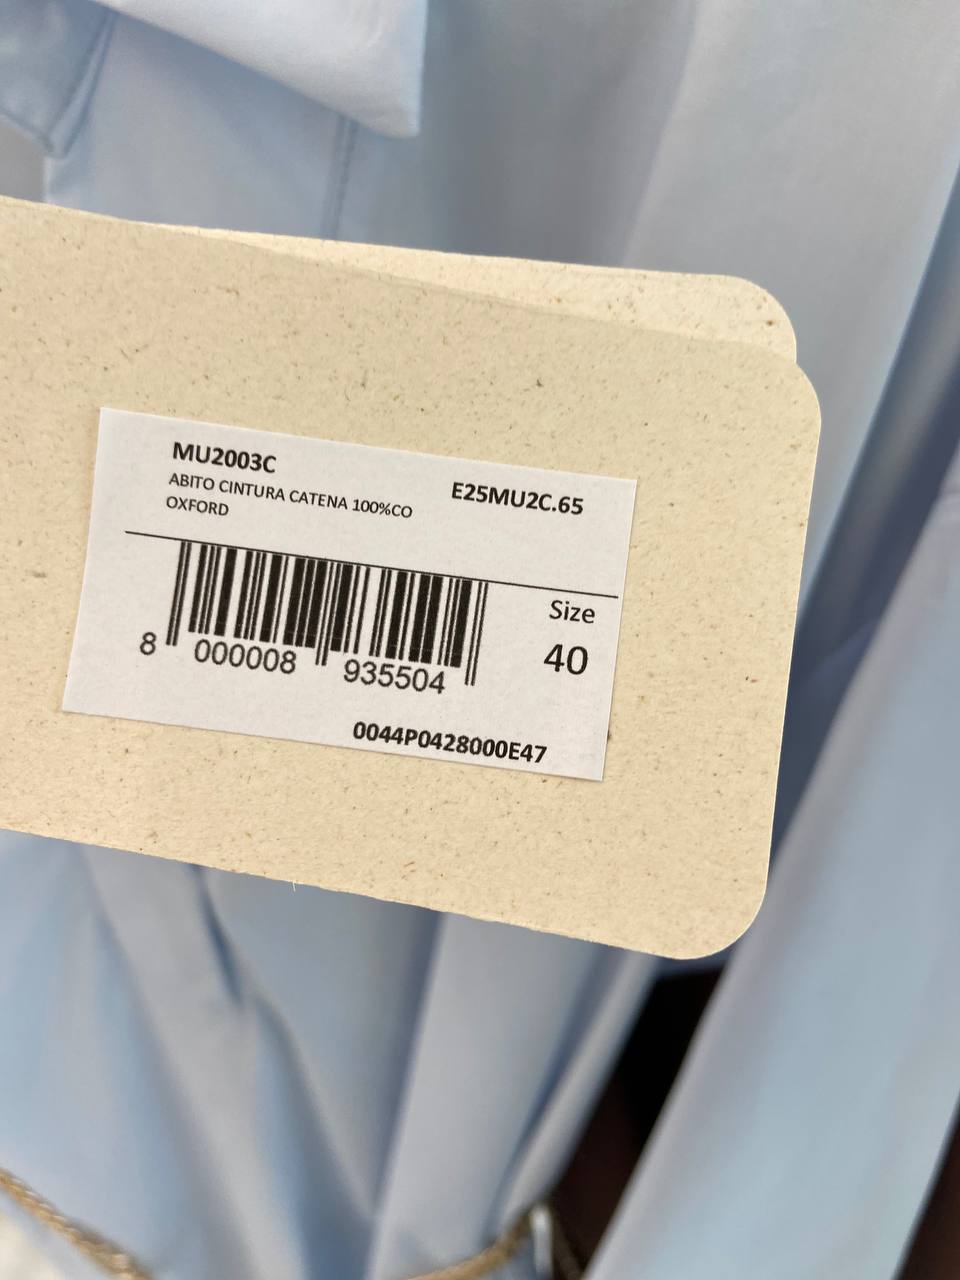 MU2003C
E25MU2C.65
ABITO CINTURA CATENA 100%CO
OXFORD
Size
40
8 000008 935504
0044P0428000E47